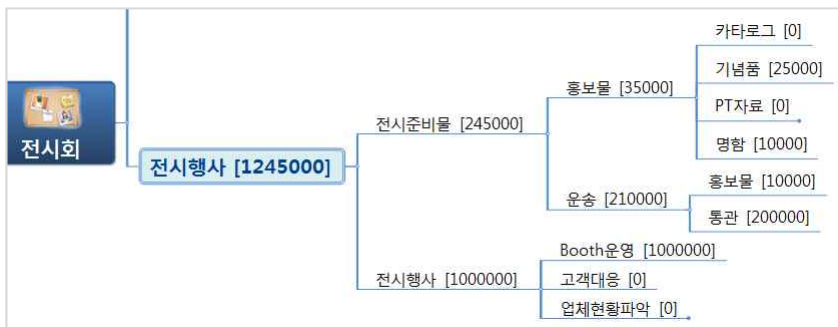 전시회
전시행사 [1245000]
전시준비물 [245000]
홍보물 [35000]
카타로그 [0]
기념품 [25000]
PT자료 [0]
명함 [10000]
운송 [210000]
홍보물 [10000]
통관 [200000]
전시행사 [1000000]
Booth운영 [1000000]
고객대응 [0]
업체현황파악 [0]